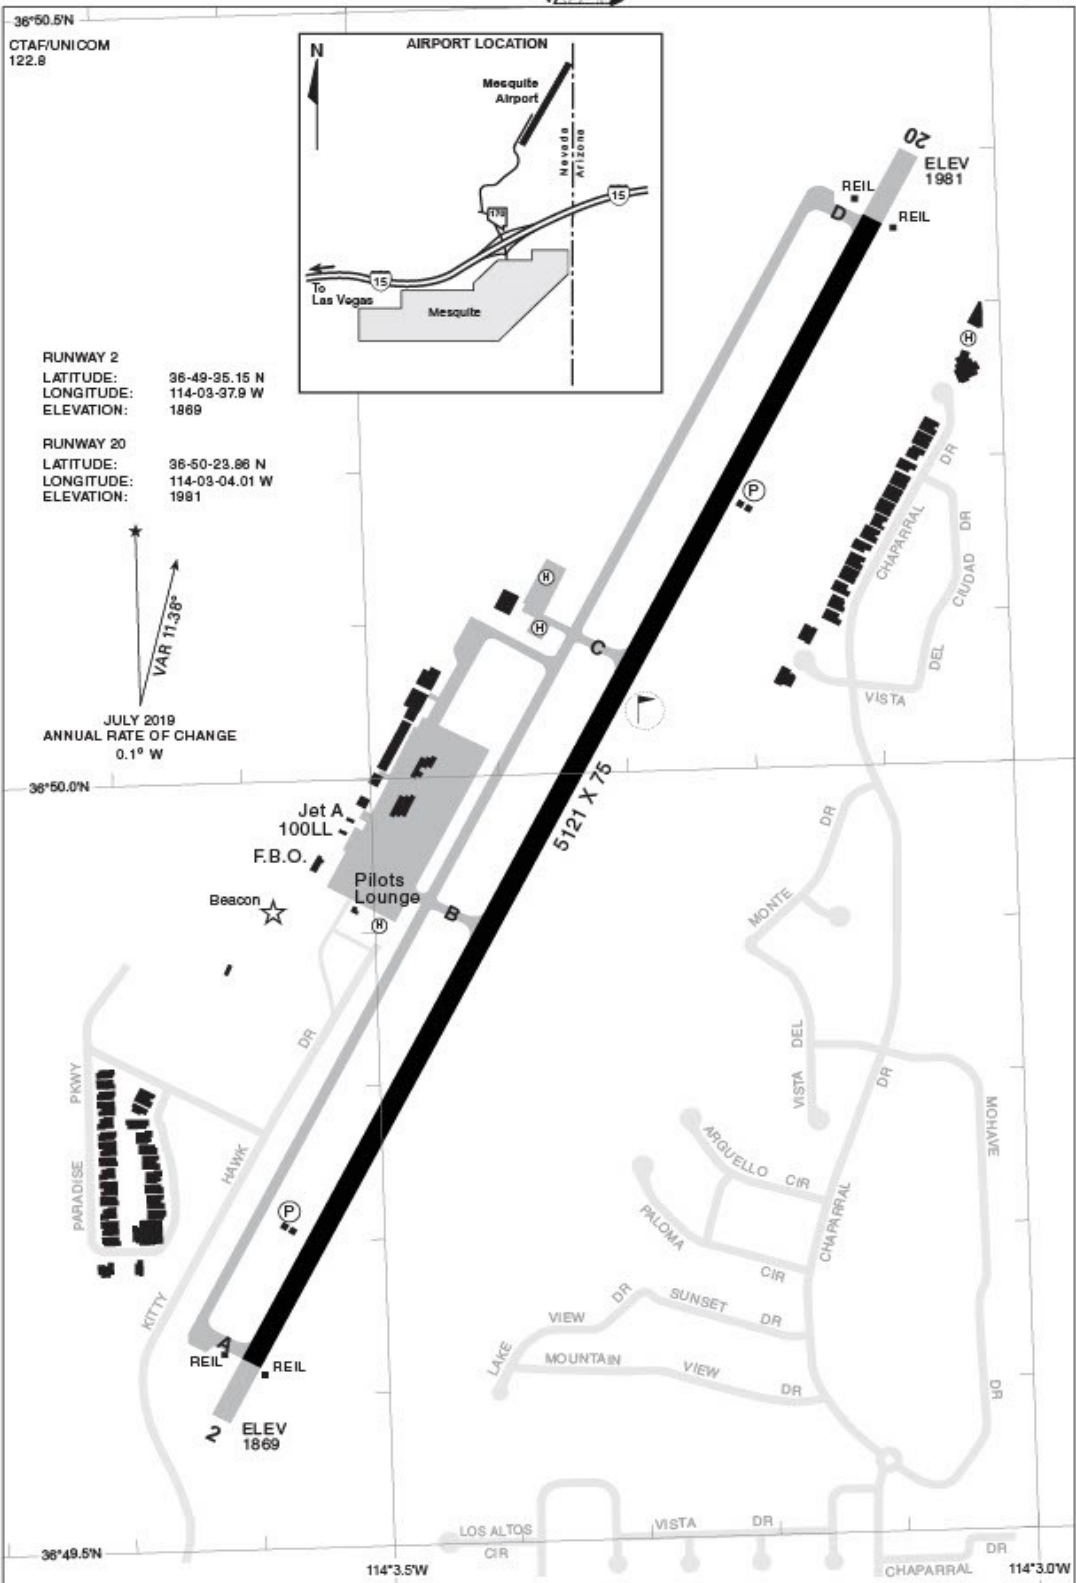 36°50.5'N
CTAF/UNICOM
122.8
AIRPORT LOCATION
N
Mesquite
Airport
Nevada
Arizona
15
170
15
To
Las Vegas
Mesquite
20
ELEV
1981
REIL
REIL
D
RUNWAY 2
LATITUDE: 36-49-35.15 N
LONGITUDE: 114-03-37.9 W
ELEVATION: 1869
RUNWAY 20
LATITUDE: 36-50-23.86 N
LONGITUDE: 114-03-04.01 W
ELEVATION: 1981
VAR 11.38°
JULY 2019
ANNUAL RATE OF CHANGE
0.1° W
H
P
CHAPARRAL
DR
CIUDAD
DR
DEL
VISTA
H
H
C
36°50.0'N
5121 X 75
Jet A
100LL
F.B.O.
Pilots
Lounge
Beacon
H
B
DR
MONTE
DEL
VISTA
DR
MOHAVE
DR
PKWY
PARADISE
DR
HAWK
KITTY
P
ARGUELLO
CIR
PALOMA
CIR
CHAPARRAL
SUNSET
DR
VIEW
DR
LAKE
MOUNTAIN
VIEW
DR
A
REIL
REIL
2
ELEV
1869
LOS ALTOS
CIR
VISTA
DR
CHAPARRAL
DR
36°49.5'N
114°3.5'W
114°3.0'W